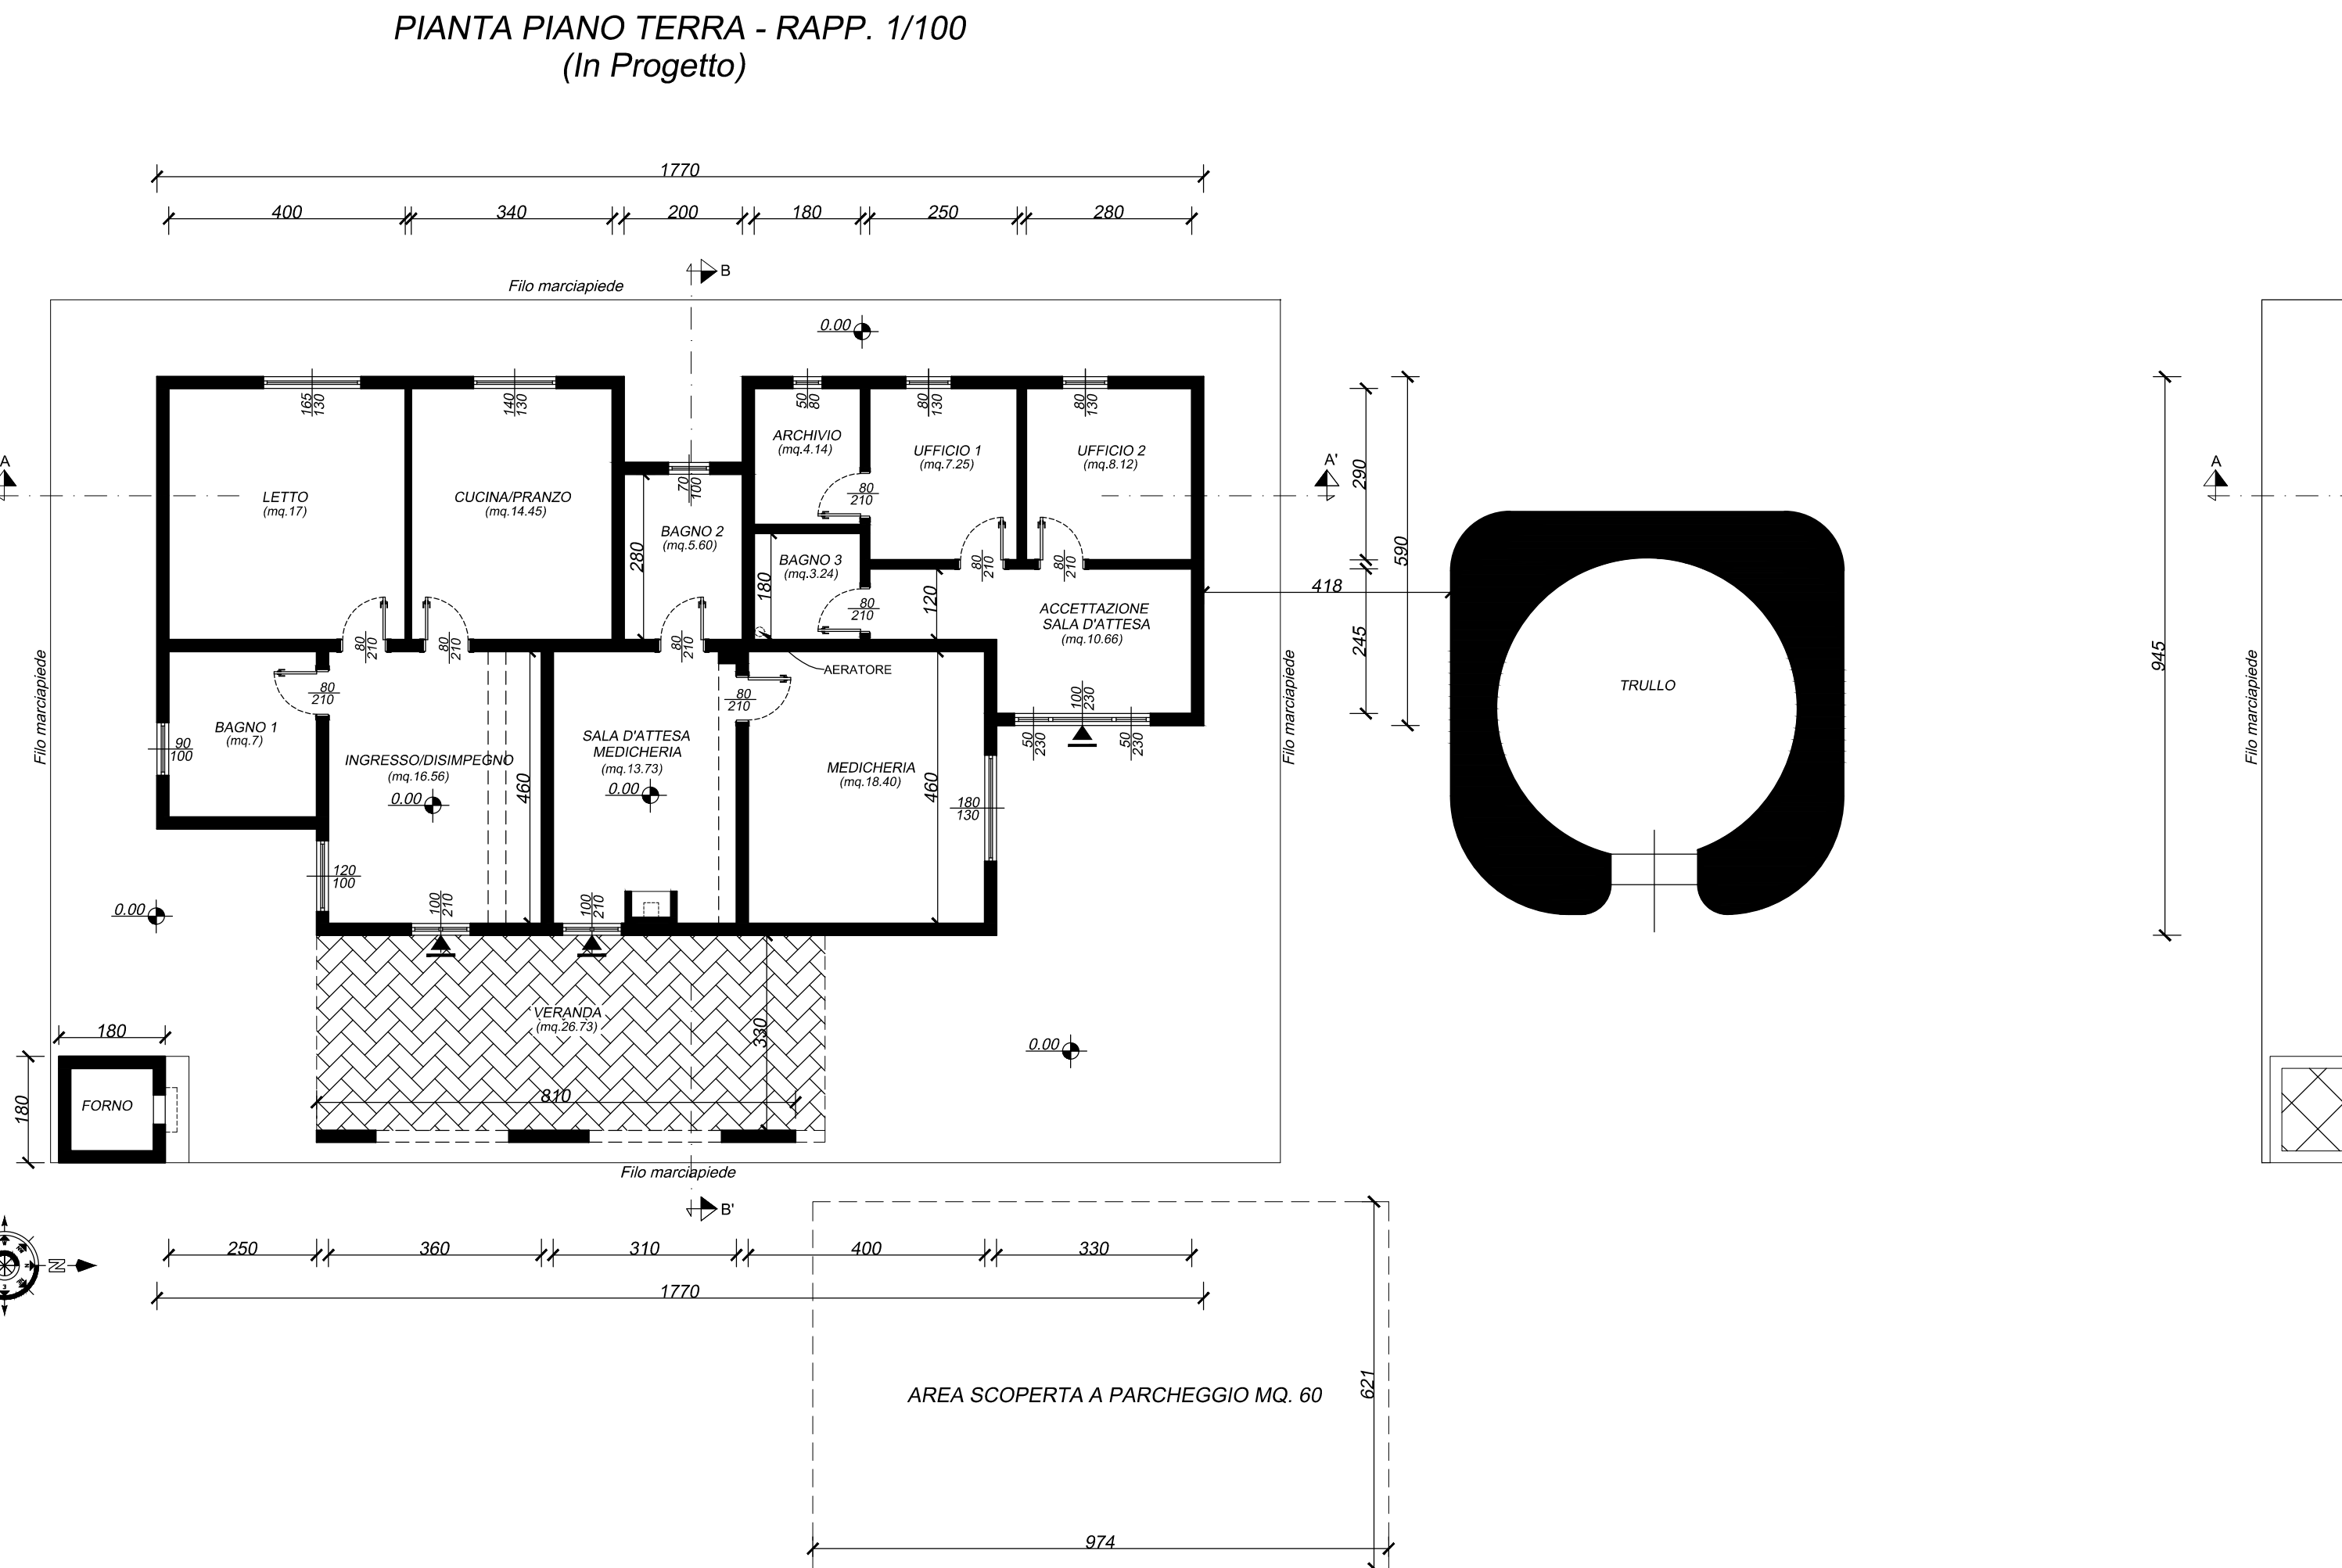 PIANTA PIANO TERRA - RAPP. 1/100
(In Progetto)
1770
400 340 200 180 250 280
B
Filo marciapiede
0.00
165
130
140
130
50
80
80
130
80
130
A
A'
A
70
100
ARCHIVIO
(mq.4.14)
UFFICIO 1
(mq.7.25)
UFFICIO 2
(mq.8.12)
290
590
LETTO
(mq.17)
CUCINA/PRANZO
(mq.14.45)
80
210
BAGNO 2
(mq.5.60)
280
BAGNO 3
(mq.3.24)
180
80
210
80
210
80
210
120
418
ACCETTAZIONE
SALA D'ATTESA
(mq.10.66)
245
945
80
210
80
210
80
210
AERATORE
Filo marciapiede
Filo marciapiede
Filo marciapiede
TRULLO
80
210
80
210
100
230
BAGNO 1
(mq.7)
90
100
INGRESSO/DISIMPEGNO
(mq.16.56)
0.00
460
SALA D'ATTESA
MEDICHERIA
(mq.13.73)
0.00
MEDICHERIA
(mq.18.40)
460
180
130
50
230
50
230
120
100
100
210
100
210
0.00
VERANDA
(mq.26.73)
330
0.00
180
180
FORNO
810
Filo marciapiede
B'
N
250 360 310 400 330
1770
AREA SCOPERTA A PARCHEGGIO MQ. 60
621
974